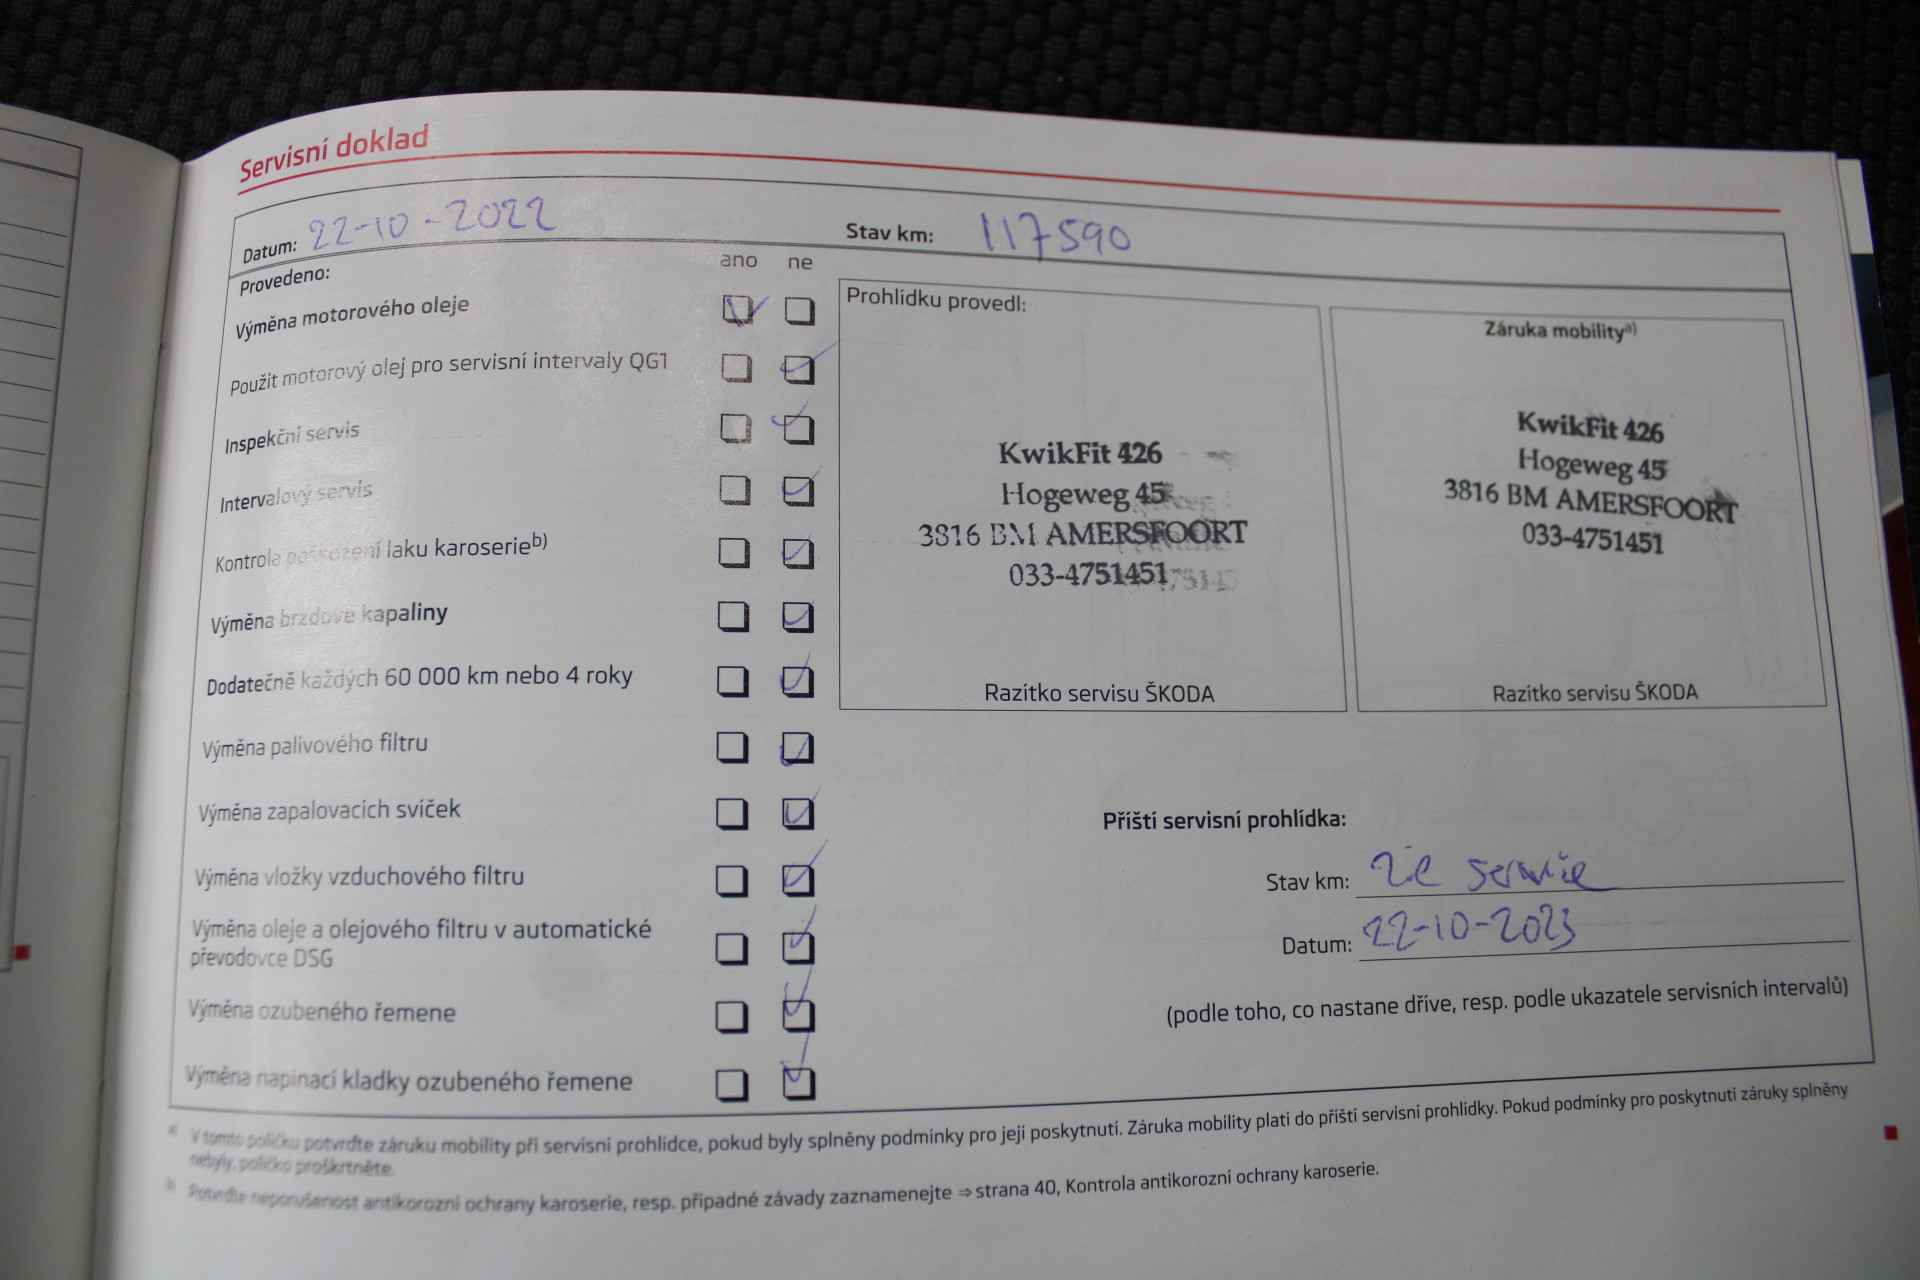 Servisní doklad
Datum: 22-10-2022
Stav km: 117590
Provedeno:
ano ne
Výměna motorového oleje
Použit motorový olej pro servisní intervaly QG1
Inspekční servis
Intervalový servis
Kontrola poškození laku karoserie b)
Výměna brzdové kapaliny
Dodatečně každých 60 000 km nebo 4 roky
Výměna palivového filtru
Výměna zapalovacích svíček
Výměna vložky vzduchového filtru
Výměna oleje a olejového filtru v automatické
převodovce DSG
Výměna ozubeného řemene
Výměna napínací kladky ozubeného řemene
Prohlídku provedl:
KwikFit 426
Hogeweg 45
3816 BM AMERSFOORT
033-4751451
Razítko servisu ŠKODA
Záruka mobility a)
KwikFit 426
Hogeweg 45
3816 BM AMERSFOORT
033-4751451
Razítko servisu ŠKODA
Příští servisní prohlídka:
Stav km: zie servie
Datum: 22-10-2023
(podle toho, co nastane dříve, resp. podle ukazatele servisních intervalů)
a) V tomto políčku potvrďte záruku mobility při servisní prohlídce, pokud byly splněny podmínky pro její poskytnutí. Záruka mobility platí do příští servisní prohlídky. Pokud podmínky pro poskytnutí záruky splněny
nebyly, políčko proškrtněte.
b) Potvrďte neporušenost antikorozní ochrany karoserie, resp. případné závady zaznamenejte ⇒ strana 40, Kontrola antikorozní ochrany karoserie.